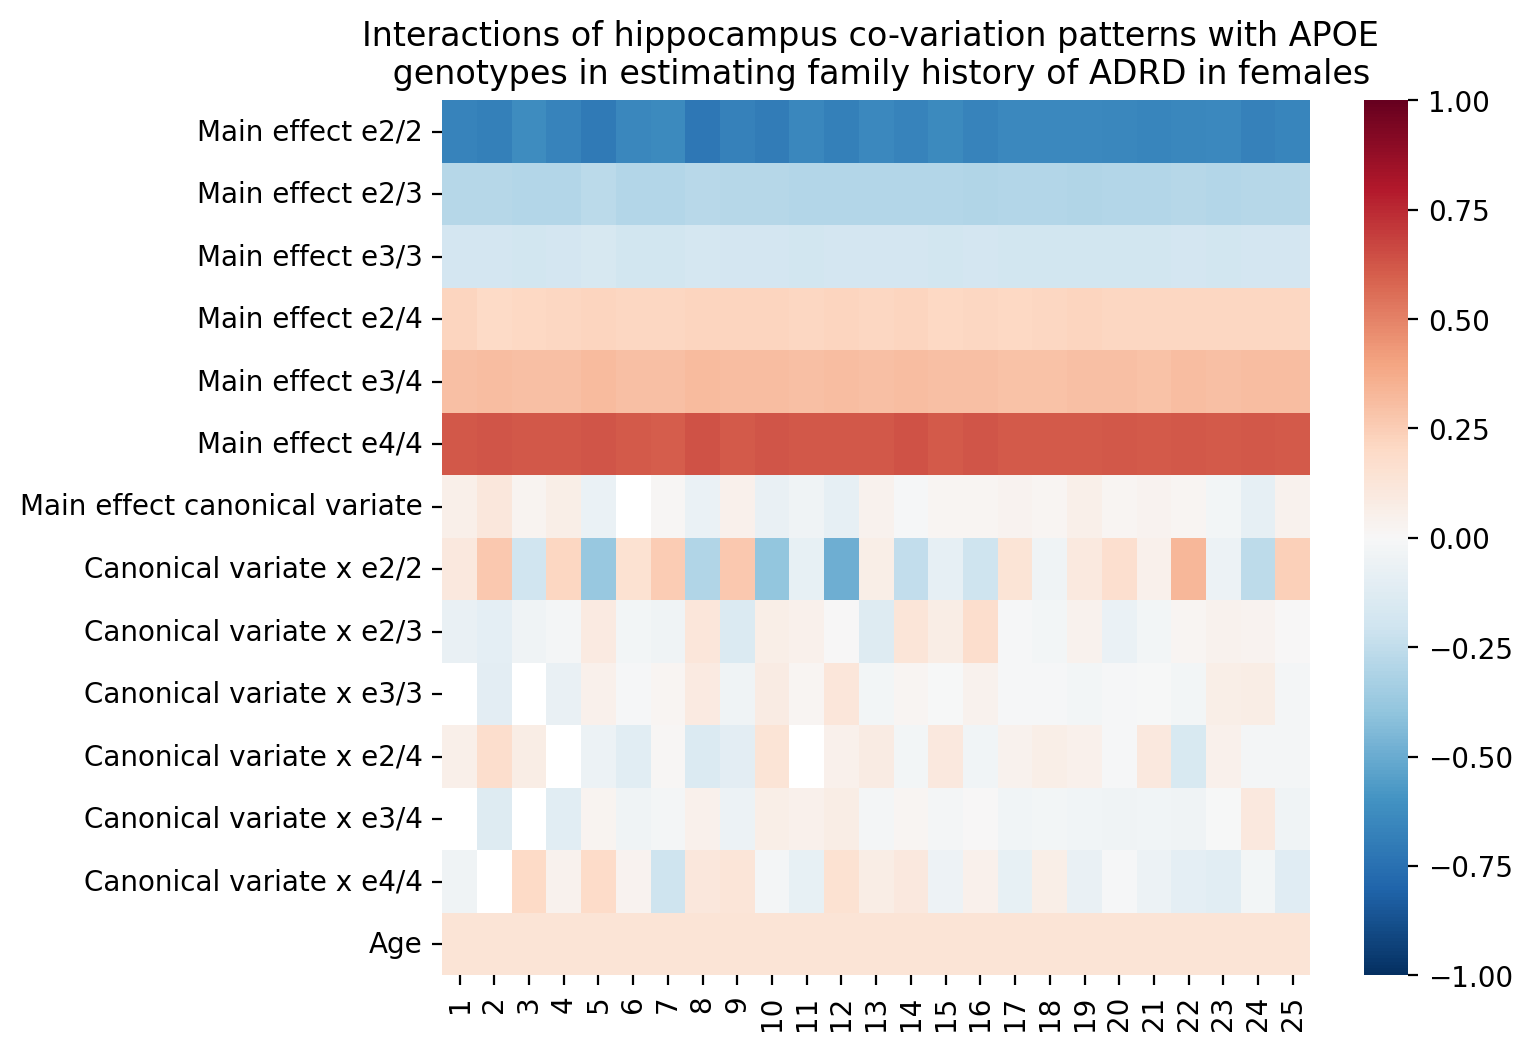 Interactions of hippocampus co-variation patterns with APOE
genotypes in estimating family history of ADRD in females
Main effect e2/2
Main effect e2/3
Main effect e3/3
Main effect e2/4
Main effect e3/4
Main effect e4/4
Main effect canonical variate
Canonical variate x e2/2
Canonical variate x e2/3
Canonical variate x e3/3
Canonical variate x e2/4
Canonical variate x e3/4
Canonical variate x e4/4
Age
1 2 3 4 5 6 7 8 9 10 11 12 13 14 15 16 17 18 19 20 21 22 23 24 25
1.00
0.75
0.50
0.25
0.00
−0.25
−0.50
−0.75
−1.00